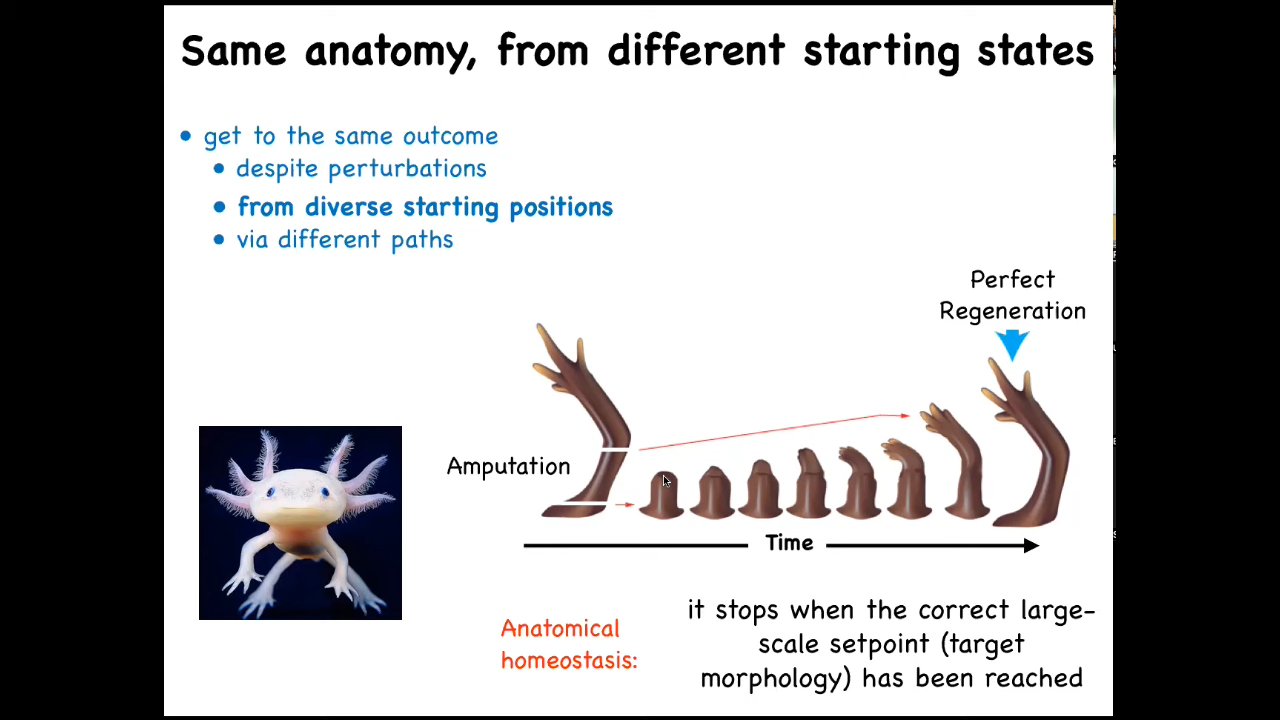 Same anatomy, from different starting states
• get to the same outcome
• despite perturbations
• from diverse starting positions
• via different paths
Perfect
Regeneration
Amputation
Time
Anatomical
homeostasis:
it stops when the correct large-
scale setpoint (target
morphology) has been reached